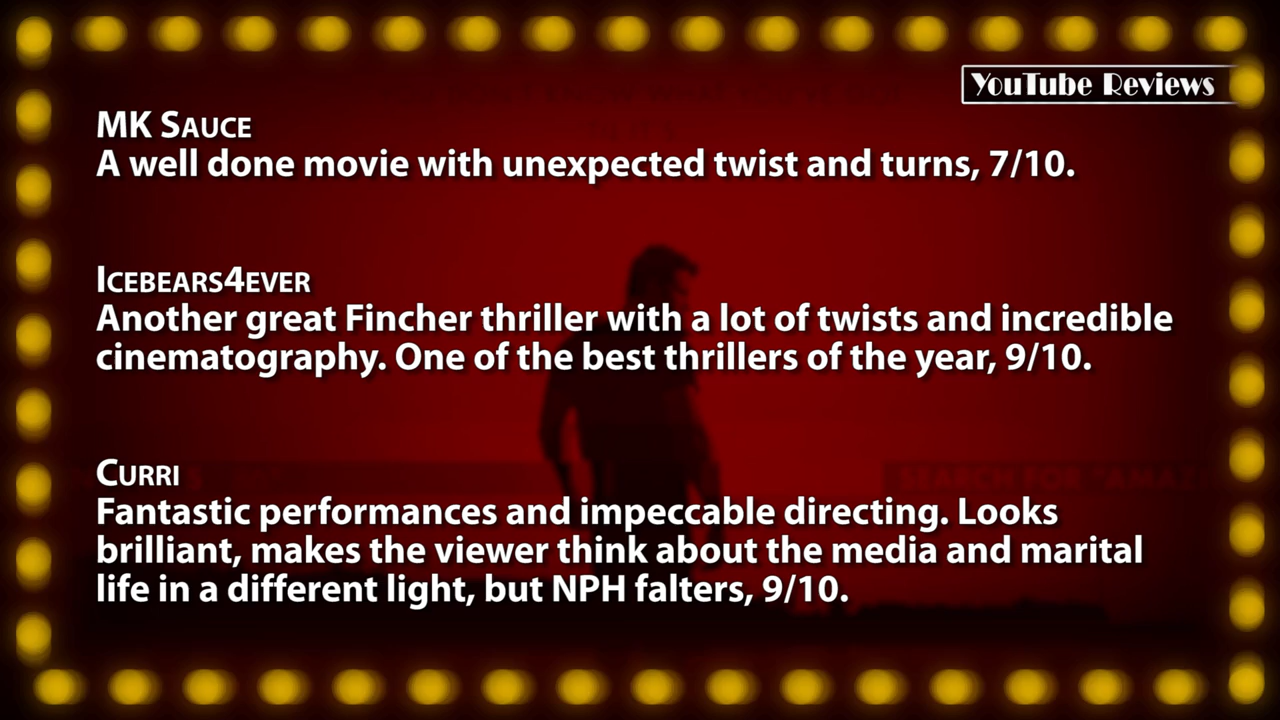 YouTube Reviews
MK Sauce
A well done movie with unexpected twist and turns, 7/10.
Icebears4ever
Another great Fincher thriller with a lot of twists and incredible
cinematography. One of the best thrillers of the year, 9/10.
Curri
Fantastic performances and impeccable directing. Looks
brilliant, makes the viewer think about the media and marital
life in a different light, but NPH falters, 9/10.
SEARCH FOR "AMAZ